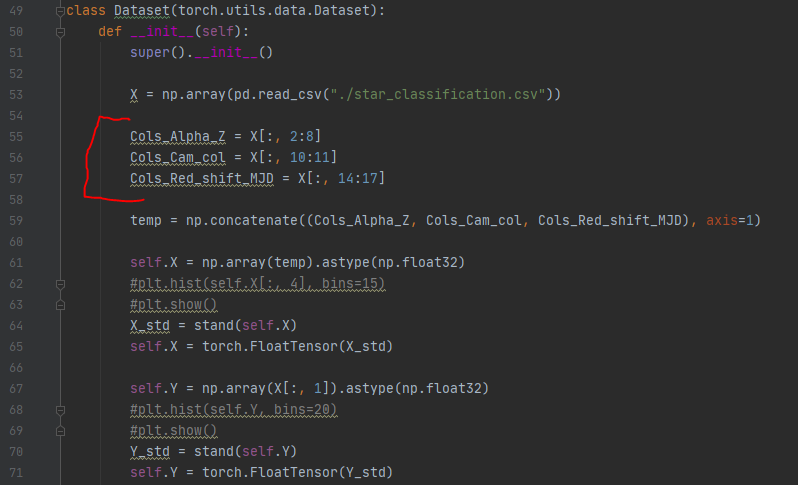 49 class Dataset(torch.utils.data.Dataset):
50 def __init__(self):
51 super().__init__()
52
53 X = np.array(pd.read_csv("./star_classification.csv"))
54
55 Cols_Alpha_Z = X[:, 2:8]
56 Cols_Cam_col = X[:, 10:11]
57 Cols_Red_shift_MJD = X[:, 14:17]
58
59 temp = np.concatenate((Cols_Alpha_Z, Cols_Cam_col, Cols_Red_shift_MJD), axis=1)
60
61 self.X = np.array(temp).astype(np.float32)
62 #plt.hist(self.X[:, 4], bins=15)
63 #plt.show()
64 X_std = stand(self.X)
65 self.X = torch.FloatTensor(X_std)
66
67 self.Y = np.array(X[:, 1]).astype(np.float32)
68 #plt.hist(self.Y, bins=20)
69 #plt.show()
70 Y_std = stand(self.Y)
71 self.Y = torch.FloatTensor(Y_std)